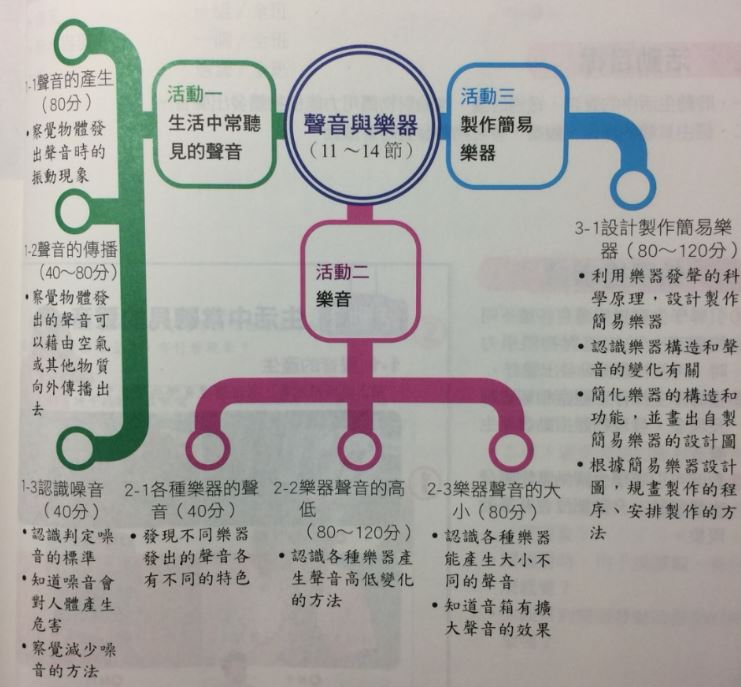 聲音與樂器
(11～14節)
活動一
生活中常聽
見的聲音
1-1聲音的產生
(80分)
•察覺物體發
出聲音時的
振動現象
1-2聲音的傳播
(40～80分)
•察覺物體發
出的聲音可
以藉由空氣
或其他物質
向外傳播出
去
1-3認識噪音
(40分)
•認識判定噪
音的標準
•知道噪音會
對人體產生
危害
•察覺減少噪
音的方法
活動二
樂音
2-1各種樂器的聲
音(40分)
•發現不同樂器
發出的聲音各
有不同的特色
2-2樂器聲音的高
低
(80～120分)
•認識各種樂器產
生聲音高低變化
的方法
2-3樂器聲音的大
小(80分)
•認識各種樂器
能產生大小不
同的聲音
•知道音箱有擴
大聲音的效果
活動三
製作簡易
樂器
3-1設計製作簡易樂
器(80～120分)
•利用樂器發聲的科
學原理，設計製作
簡易樂器
•認識樂器構造和聲
音的變化有關
•簡化樂器的構造和
功能，並畫出自製
簡易樂器的設計圖
•根據簡易樂器設計
圖，規畫製作的程
序、安排製作的方
法